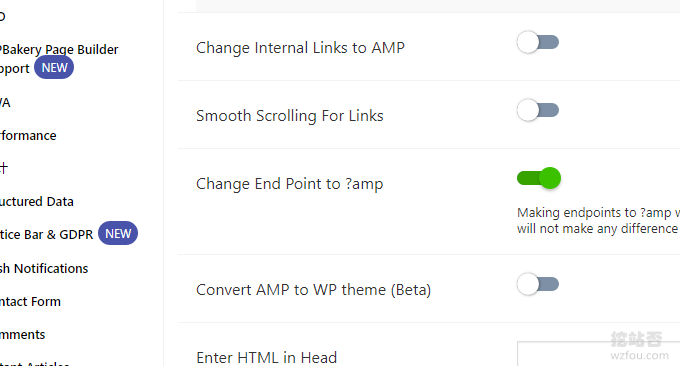 PBakery Page Builder
pport NEW
VA
rformance
计
uctured Data
tice Bar & GDPR NEW
sh Notifications
ntact Form
mments
Change Internal Links to AMP
Smooth Scrolling For Links
Change End Point to ?amp
Making endpoints to ?amp w
will not make any difference
Convert AMP to WP theme (Beta)
Enter HTML in Head
挖站否
wzfou.com